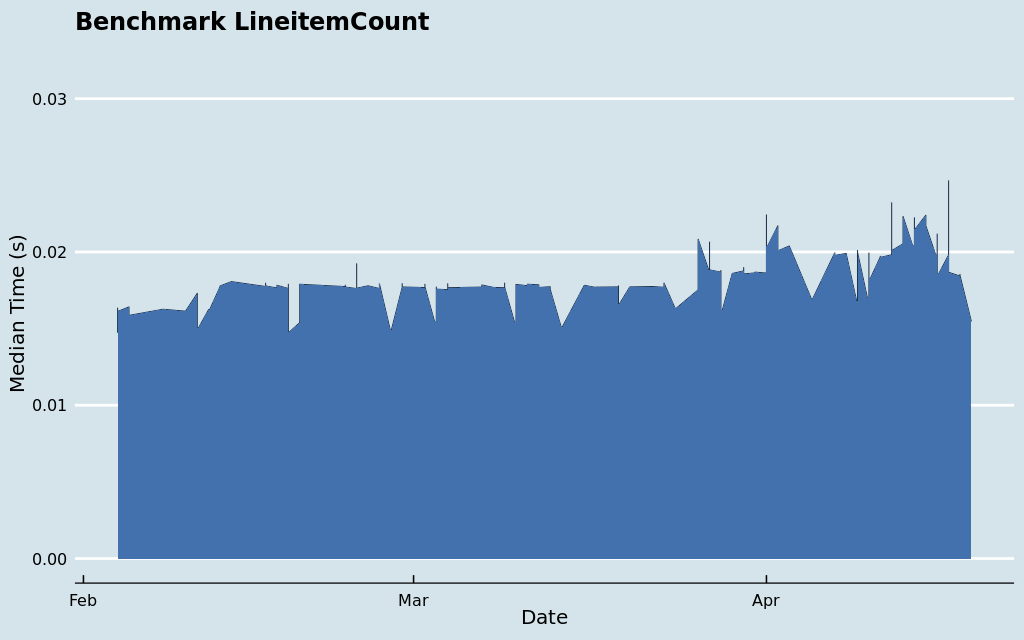 Benchmark LineitemCount
Median Time (s)
0.03
0.02
0.01
0.00
Feb
Mar
Apr
Date